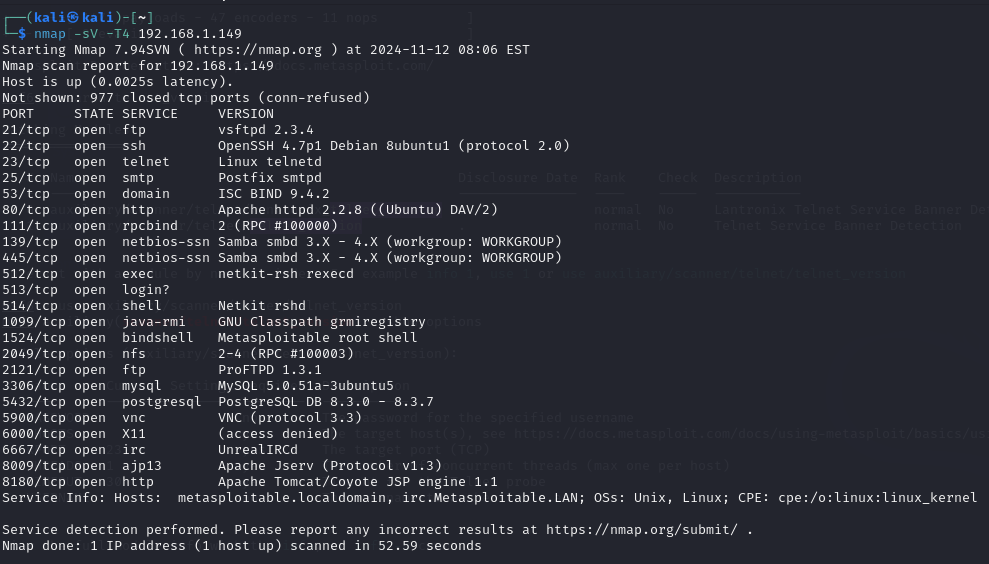 (kali㉿kali)-[~]
$ nmap -sV -T4 192.168.1.149
Starting Nmap 7.94SVN ( https://nmap.org ) at 2024-11-12 08:06 EST
Nmap scan report for 192.168.1.149
Host is up (0.0025s latency).
Not shown: 977 closed tcp ports (conn-refused)
PORT     STATE SERVICE     VERSION
21/tcp   open  ftp         vsftpd 2.3.4
22/tcp   open  ssh         OpenSSH 4.7p1 Debian 8ubuntu1 (protocol 2.0)
23/tcp   open  telnet      Linux telnetd
25/tcp   open  smtp        Postfix smtpd
53/tcp   open  domain      ISC BIND 9.4.2
80/tcp   open  http        Apache httpd 2.2.8 ((Ubuntu) DAV/2)
111/tcp  open  rpcbind     2 (RPC #100000)
139/tcp  open  netbios-ssn Samba smbd 3.X - 4.X (workgroup: WORKGROUP)
445/tcp  open  netbios-ssn Samba smbd 3.X - 4.X (workgroup: WORKGROUP)
512/tcp  open  exec        netkit-rsh rexecd
513/tcp  open  login?
514/tcp  open  shell       Netkit rshd
1099/tcp open  java-rmi    GNU Classpath grmiregistry
1524/tcp open  bindshell   Metasploitable root shell
2049/tcp open  nfs         2-4 (RPC #100003)
2121/tcp open  ftp         ProFTPD 1.3.1
3306/tcp open  mysql       MySQL 5.0.51a-3ubuntu5
5432/tcp open  postgresql  PostgreSQL DB 8.3.0 - 8.3.7
5900/tcp open  vnc         VNC (protocol 3.3)
6000/tcp open  X11         (access denied)
6667/tcp open  irc         UnrealIRCd
8009/tcp open  ajp13       Apache Jserv (Protocol v1.3)
8180/tcp open  http        Apache Tomcat/Coyote JSP engine 1.1
Service Info: Hosts:  metasploitable.localdomain, irc.Metasploitable.LAN; OSs: Unix, Linux; CPE: cpe:/o:linux:linux_kernel
Service detection performed. Please report any incorrect results at https://nmap.org/submit/ .
Nmap done: 1 IP address (1 host up) scanned in 52.59 seconds